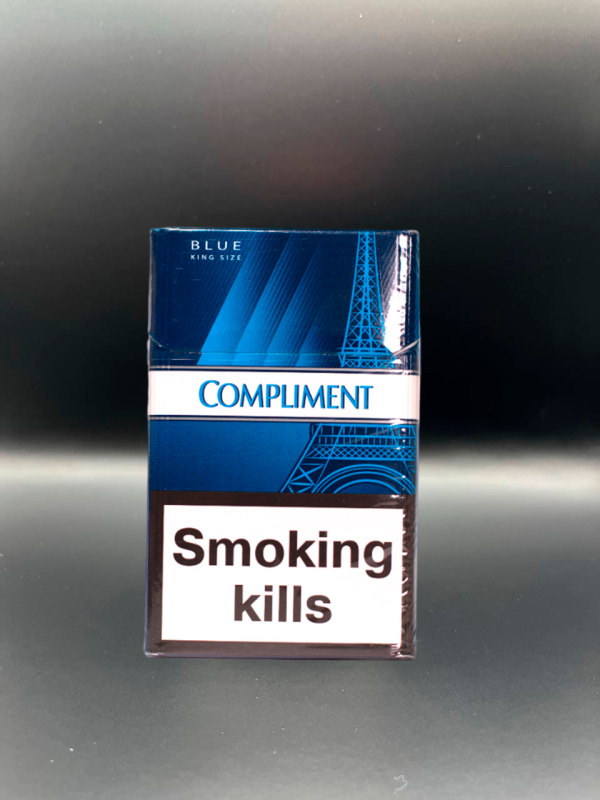 BLUE
KING SIZE
COMPLIMENT
Smoking
kills